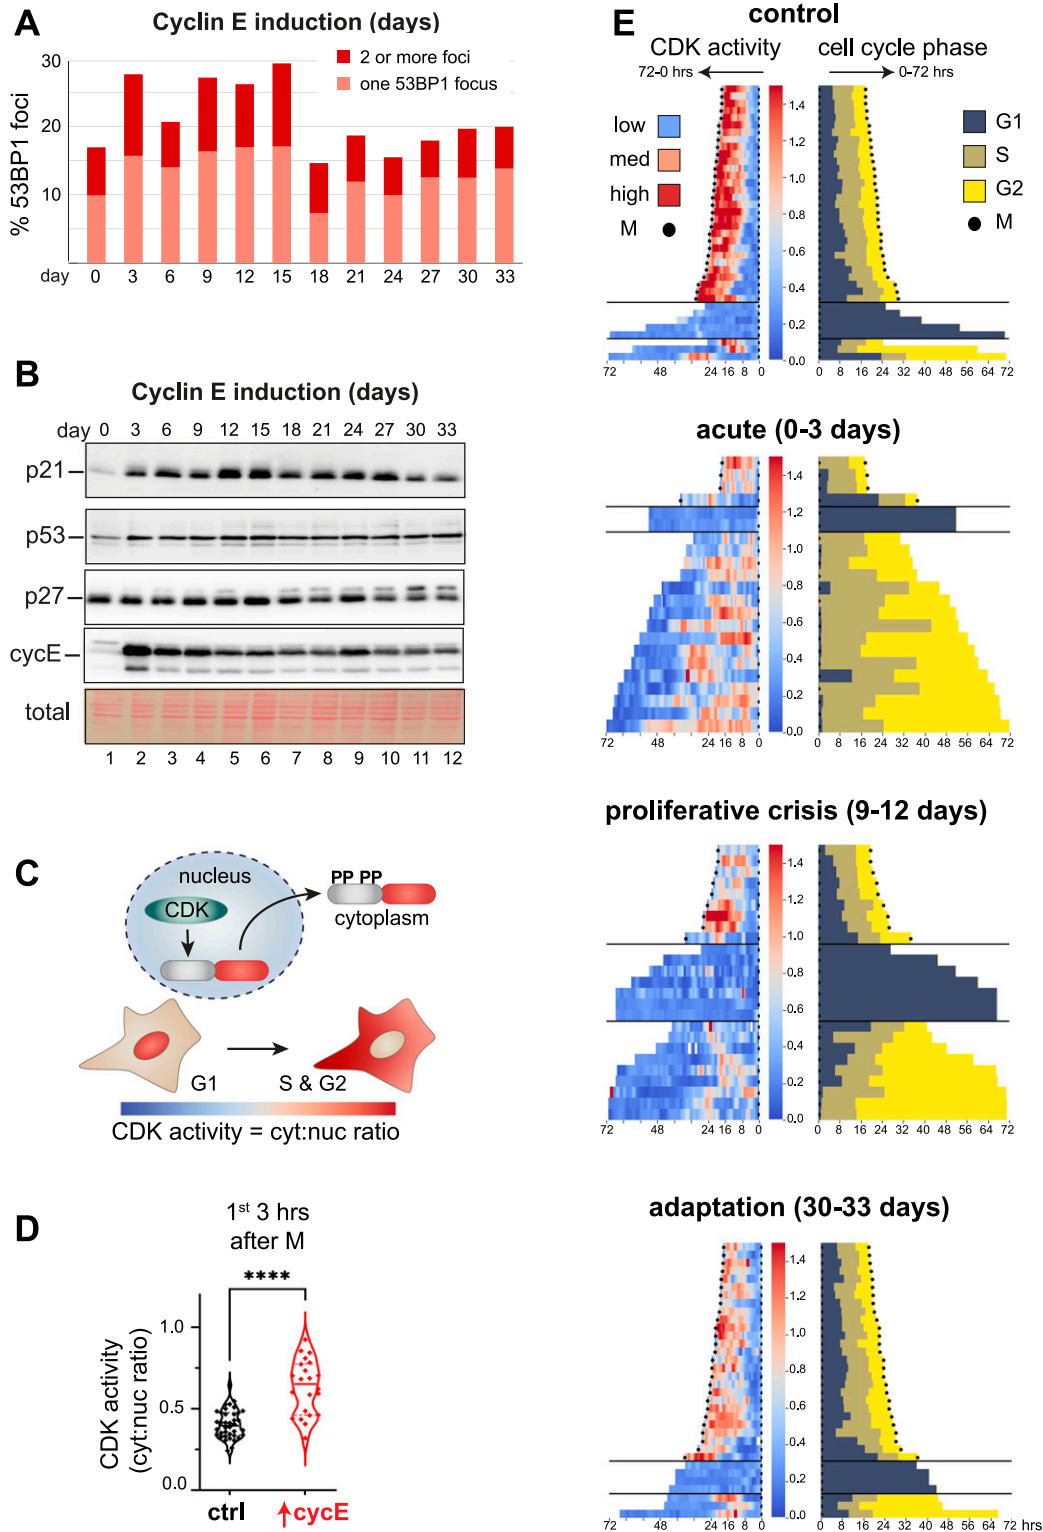 A
Cyclin E induction (days)
2 or more foci
one 53BP1 focus
% 53BP1 foci
30
20
10
day 0 3 6 9 12 15 18 21 24 27 30 33
B
Cyclin E induction (days)
day 0 3 6 9 12 15 18 21 24 27 30 33
p21
p53
p27
cycE
total
1 2 3 4 5 6 7 8 9 10 11 12
C
nucleus
CDK
PP PP
cytoplasm
G1
S & G2
CDK activity = cyt:nuc ratio
D
1st 3 hrs
after M
****
CDK activity
(cyt:nuc ratio)
1.0
0.5
0.0
ctrl
cycE
E
control
CDK activity
cell cycle phase
72-0 hrs
0-72 hrs
low
med
high
M
1.4
1.2
1.0
0.8
0.6
0.4
0.2
0.0
G1
S
G2
M
72 48 24 16 8 0
0 8 16 24 32 40 48 56 64 72
acute (0-3 days)
1.4
1.2
1.0
0.8
0.6
0.4
0.2
0.0
72 48 24 16 8 0
0 8 16 24 32 40 48 56 64 72
proliferative crisis (9-12 days)
1.4
1.2
1.0
0.8
0.6
0.4
0.2
0.0
72 48 24 16 8 0
0 8 16 24 32 40 48 56 64 72
adaptation (30-33 days)
1.4
1.2
1.0
0.8
0.6
0.4
0.2
0.0
72 48 24 16 8 0
0 8 16 24 32 40 48 56 64 72 hrs